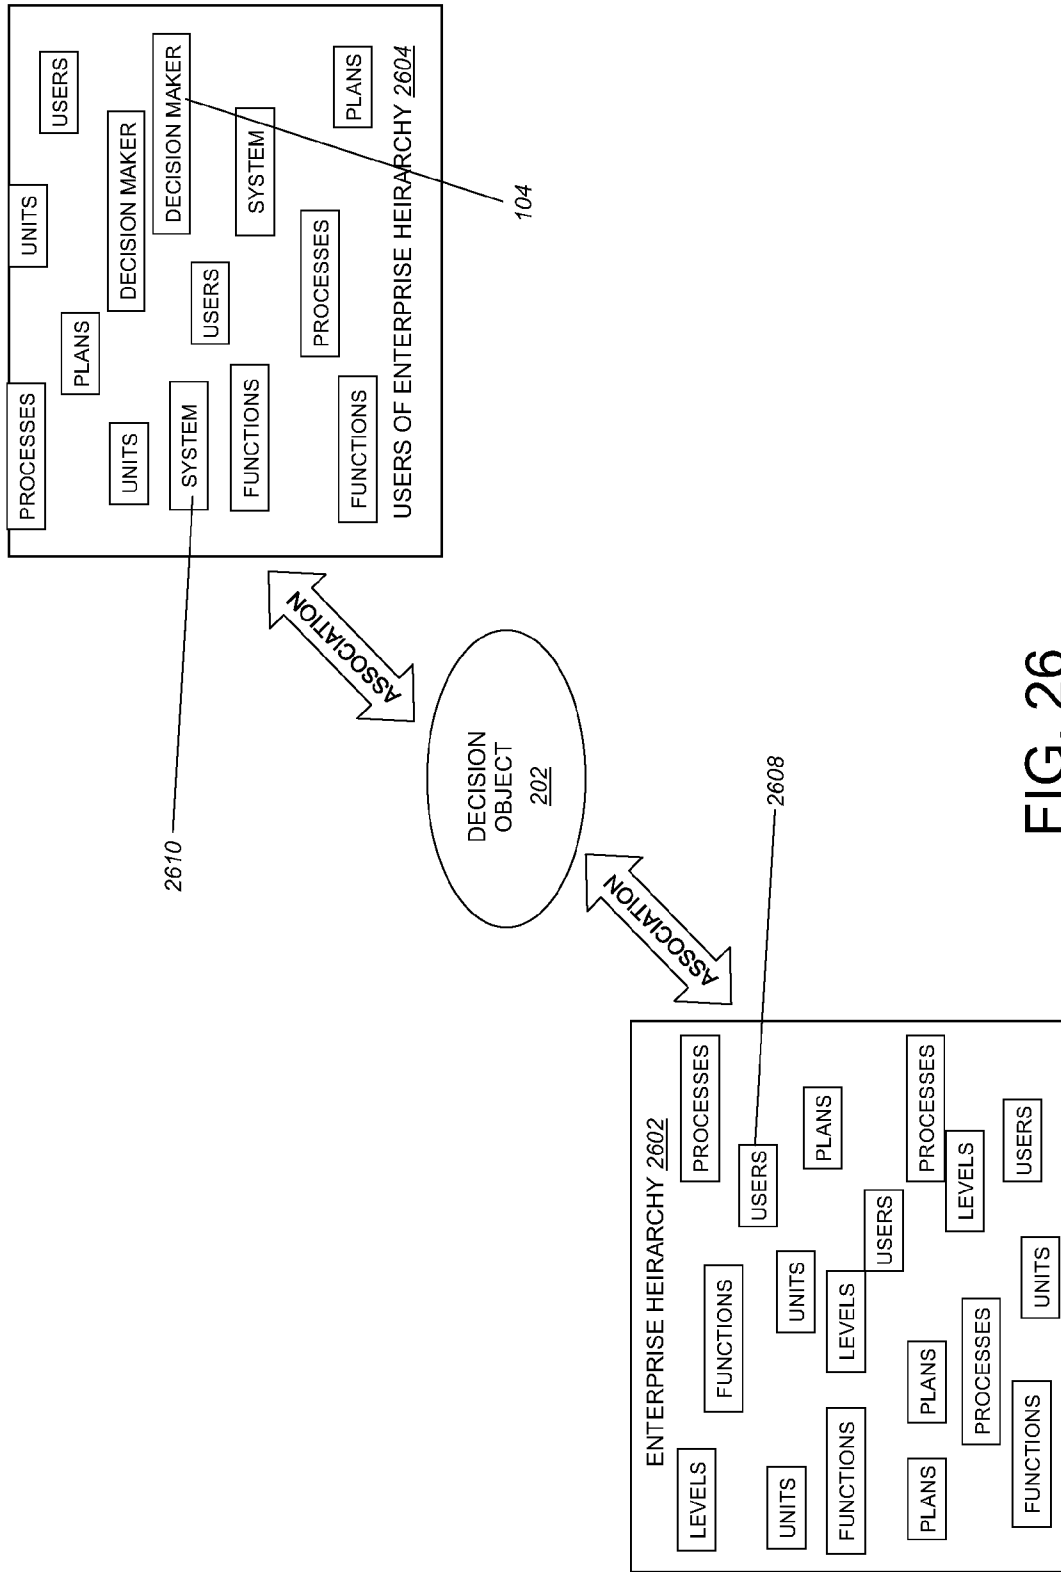 PROCESSES
UNITS
USERS
PLANS
UNITS
DECISION MAKER
DECISION MAKER
SYSTEM
USERS
FUNCTIONS
SYSTEM
PROCESSES
FUNCTIONS
PLANS
USERS OF ENTERPRISE HEIRARCHY 2604
2610
104
ASSOCIATION
DECISION
OBJECT
202
ASSOCIATION
2608
ENTERPRISE HEIRARCHY 2602
LEVELS
FUNCTIONS
PROCESSES
USERS
UNITS
UNITS
PLANS
FUNCTIONS
LEVELS
USERS
PLANS
PLANS
PROCESSES
LEVELS
PROCESSES
FUNCTIONS
UNITS
USERS
FIG. 26